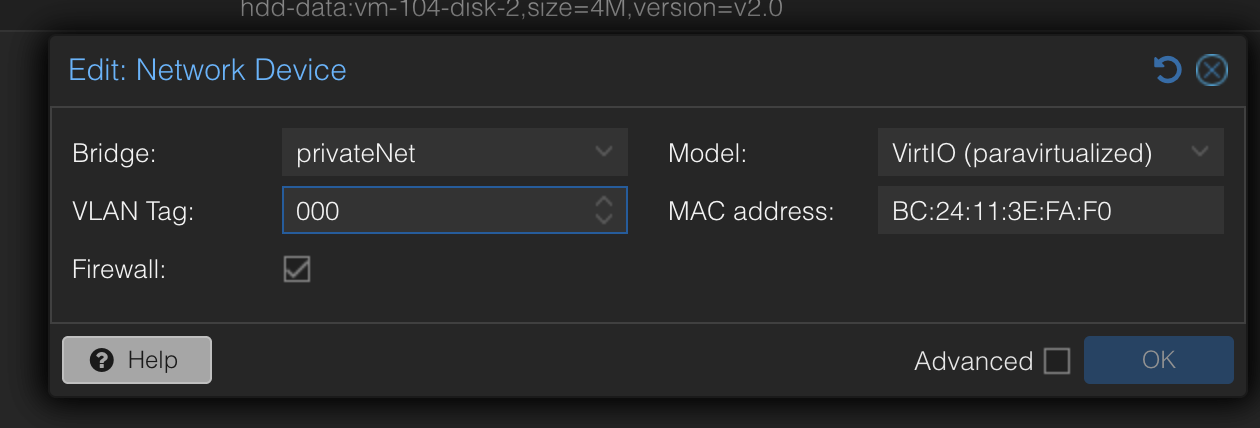 hdd-data:vm-104-disk-2,size=4M,version=v2.0
Edit: Network Device
Bridge: privateNet Model: VirtIO (paravirtualized)
VLAN Tag: 000 MAC address: BC:24:11:3E:FA:F0
Firewall:
Help Advanced OK